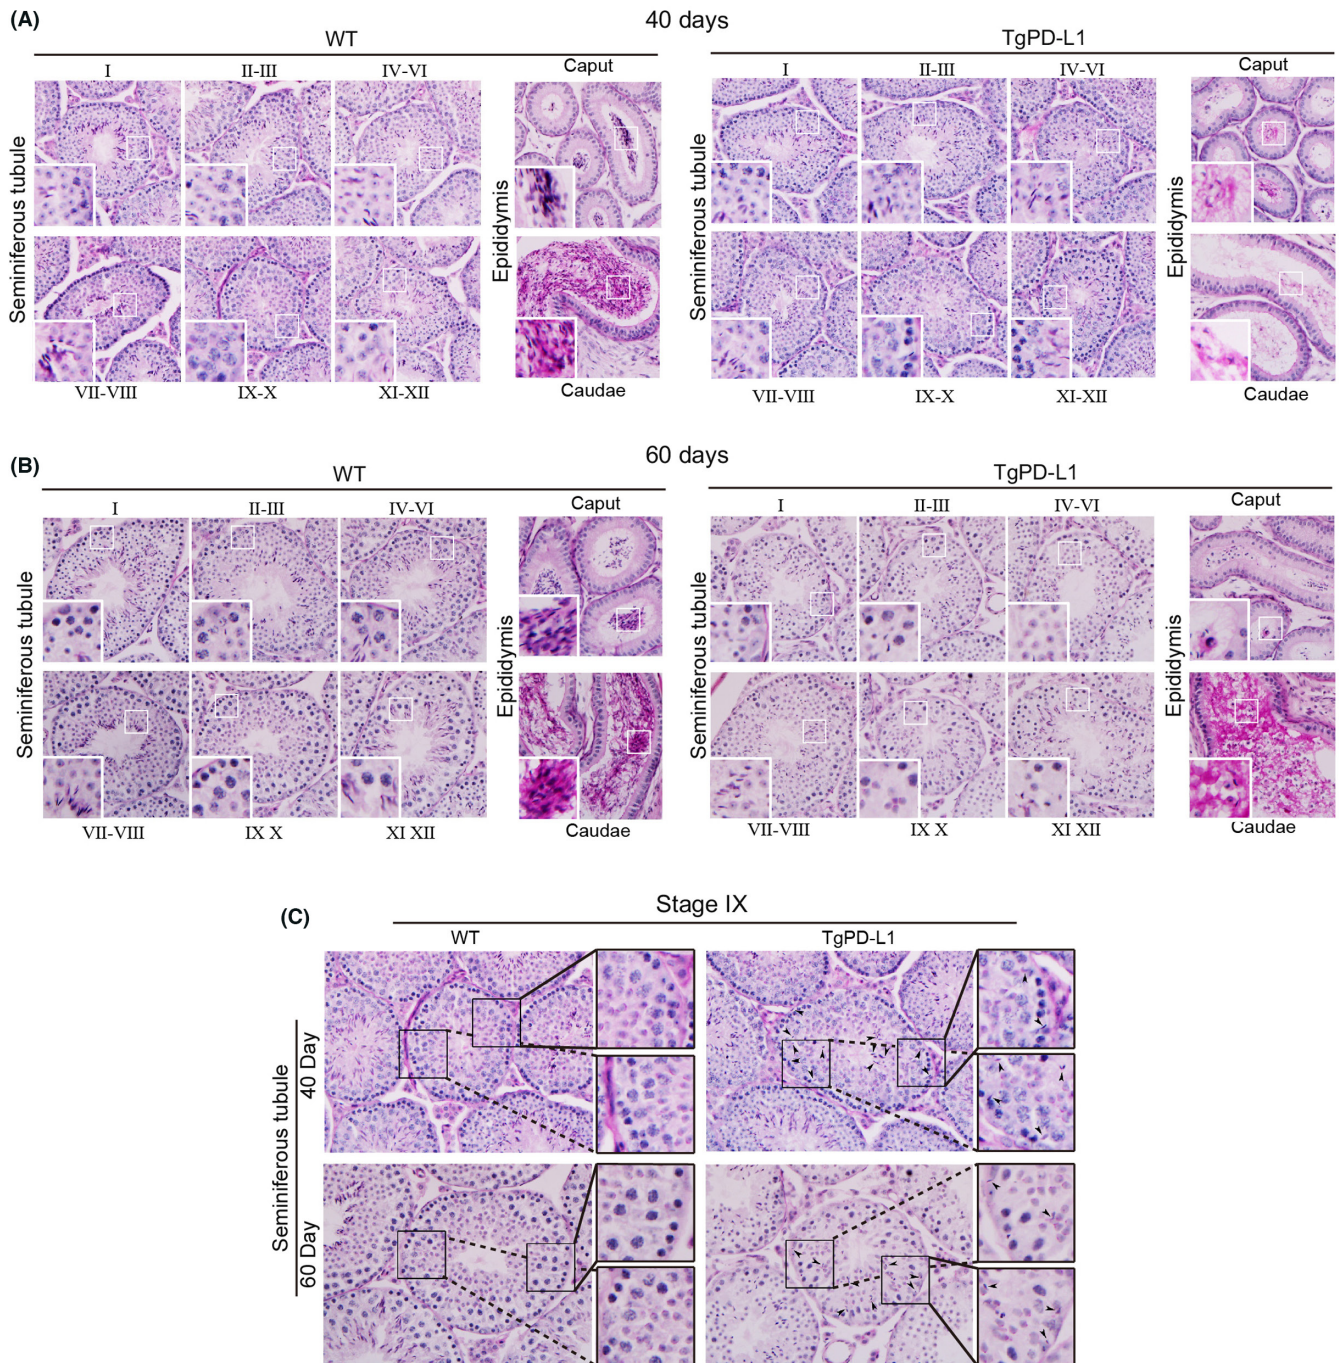 (A)
40 days
WT
TgPD-L1
I
II-III
IV-VI
Caput
I
II-III
IV-VI
Caput
Seminiferous tubule
Epididymis
Seminiferous tubule
Epididymis
VII-VIII
IX-X
XI-XII
Caudae
VII-VIII
IX-X
XI-XII
Caudae
(B)
60 days
WT
TgPD-L1
I
II-III
IV-VI
Caput
I
II-III
IV-VI
Caput
Seminiferous tubule
Epididymis
Seminiferous tubule
Epididymis
VII-VIII
IX X
XI XII
Caudae
VII-VIII
IX X
XI XII
Caudae
(C)
Stage IX
WT
TgPD-L1
Seminiferous tubule
40 Day
60 Day